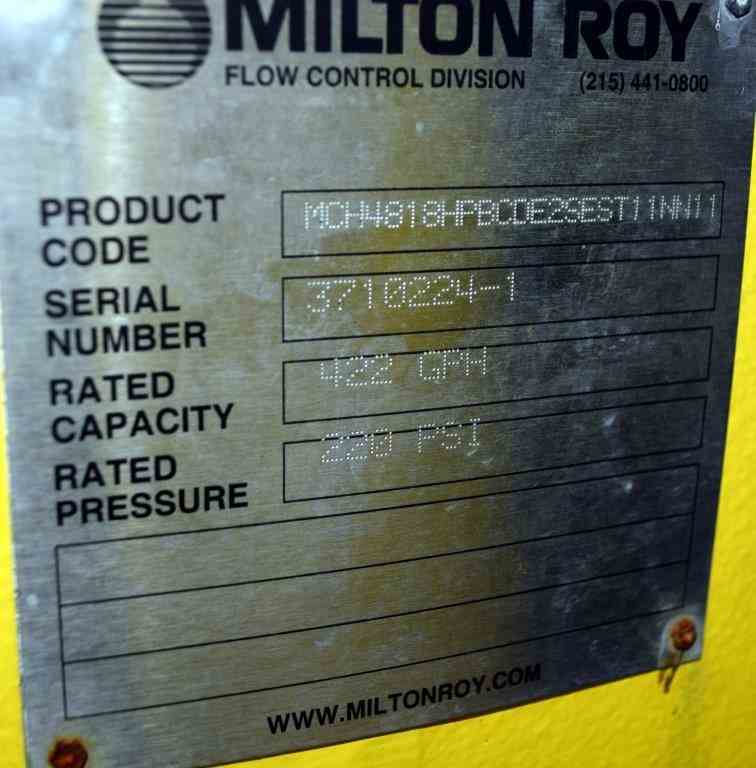 MILTON ROY
FLOW CONTROL DIVISION (215) 441-0800
PRODUCT CODE MCH4818HPBCDE2SEST11NN11
SERIAL NUMBER 3710224-1
RATED CAPACITY 422 GPH
RATED PRESSURE 220 PSI
WWW.MILTONROY.COM